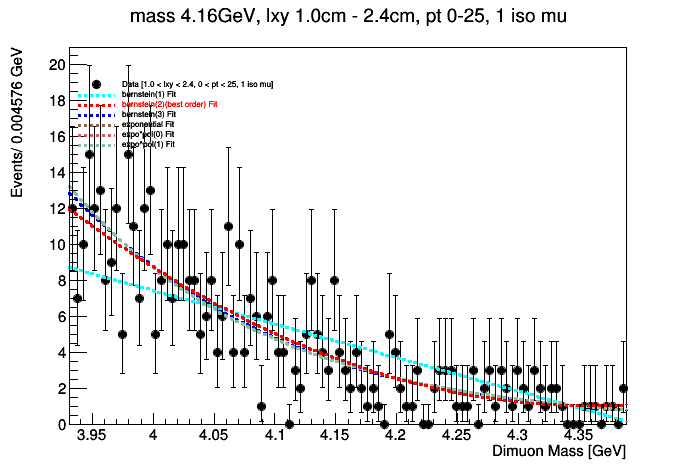 mass 4.16GeV, lxy 1.0cm - 2.4cm, pt 0-25, 1 iso mu
Events/ 0.004576 GeV
20
18
16
14
12
10
8
6
4
2
0
Data [1.0 < lxy < 2.4, 0 < pt < 25, 1 iso mu]
bernstein(1) Fit
bernstein(2)(best order) Fit
bernstein(3) Fit
exponential Fit
expo*pol(0) Fit
expo*pol(1) Fit
3.95 4 4.05 4.1 4.15 4.2 4.25 4.3 4.35
Dimuon Mass [GeV]